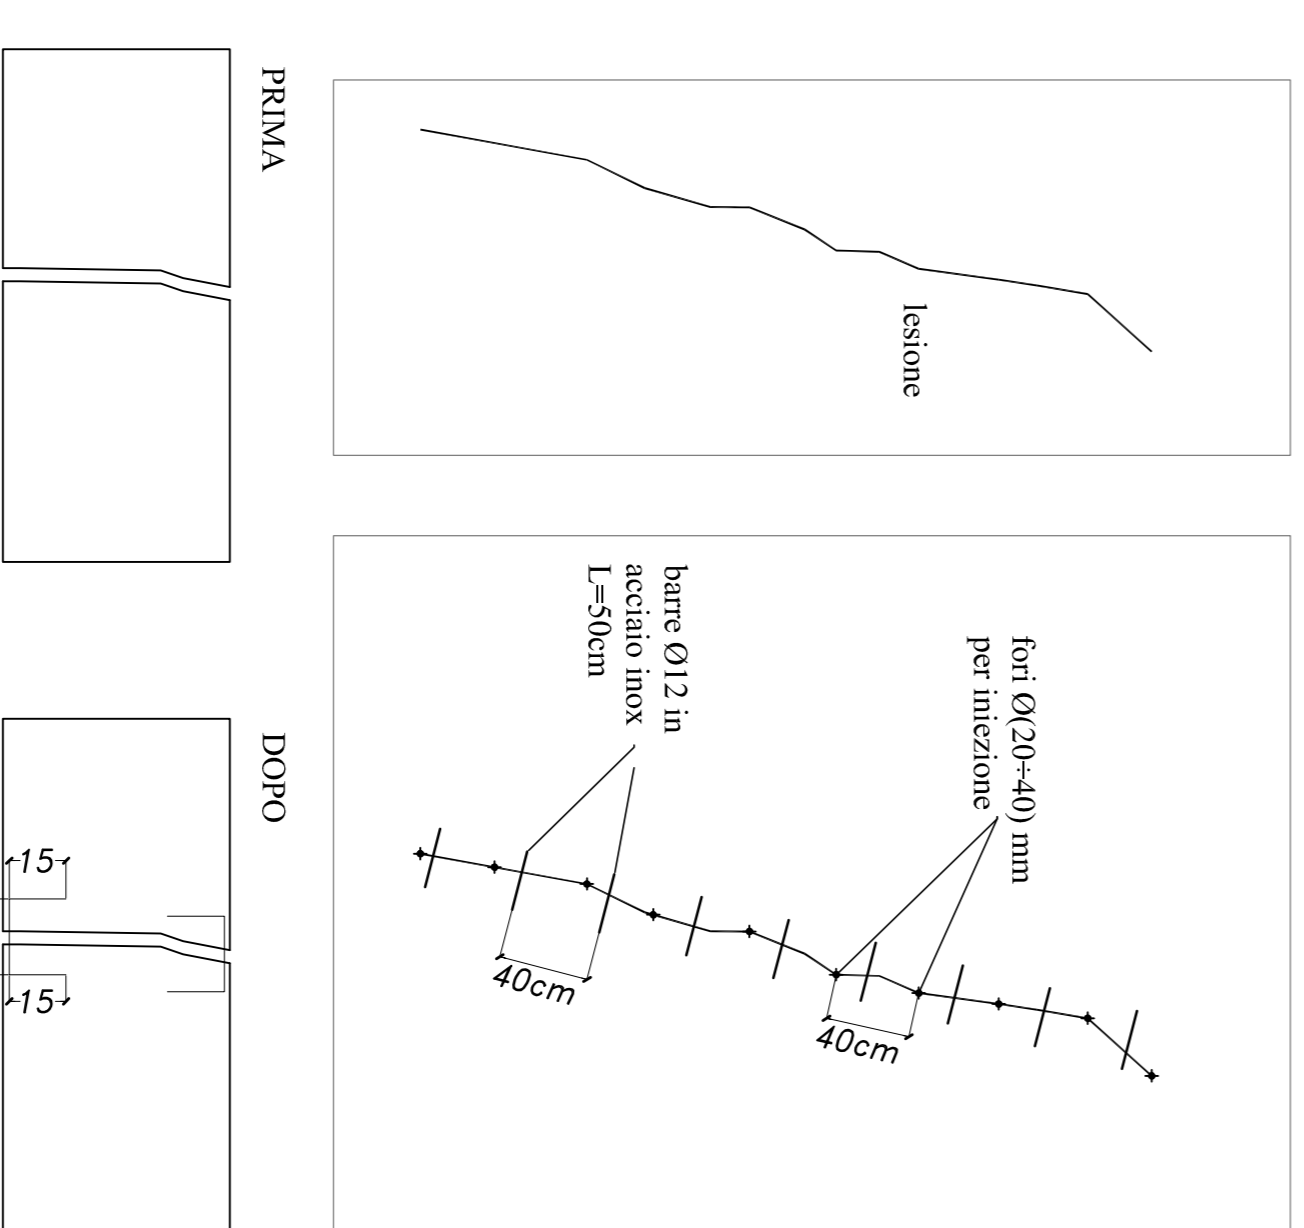 PRIMA
lesione
DOPO
fori Ø(20÷40) mm
per iniezione
barre Ø12 in
acciaio inox
L=50cm
40cm
40cm
15
15